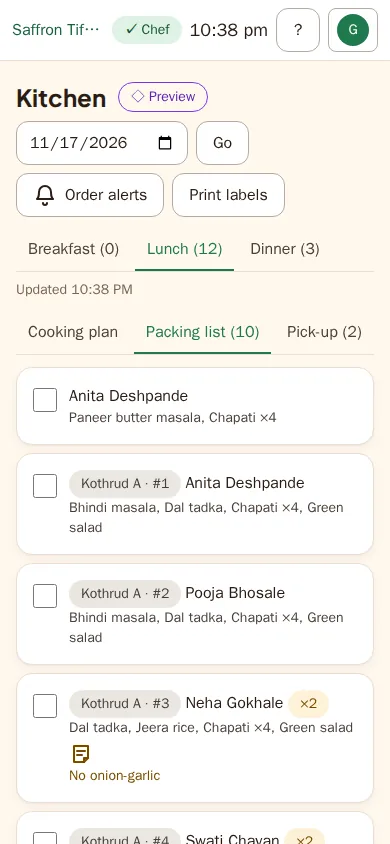 Saffron Tif···
✓ Chef
10:38 pm
?
G
Kitchen
◇ Preview
11/17/2026
Go
Order alerts
Print labels
Breakfast (0)
Lunch (12)
Dinner (3)
Updated 10:38 PM
Cooking plan
Packing list (10)
Pick-up (2)
Anita Deshpande
Paneer butter masala, Chapati ×4
Kothrud A · #1 Anita Deshpande
Bhindi masala, Dal tadka, Chapati ×4, Green
salad
Kothrud A · #2 Pooja Bhosale
Bhindi masala, Dal tadka, Chapati ×4, Green
salad
Kothrud A · #3 Neha Gokhale ×2
Dal tadka, Jeera rice, Chapati ×4, Green salad
No onion-garlic
Kothrud A · #4 Swati Chavan ×2